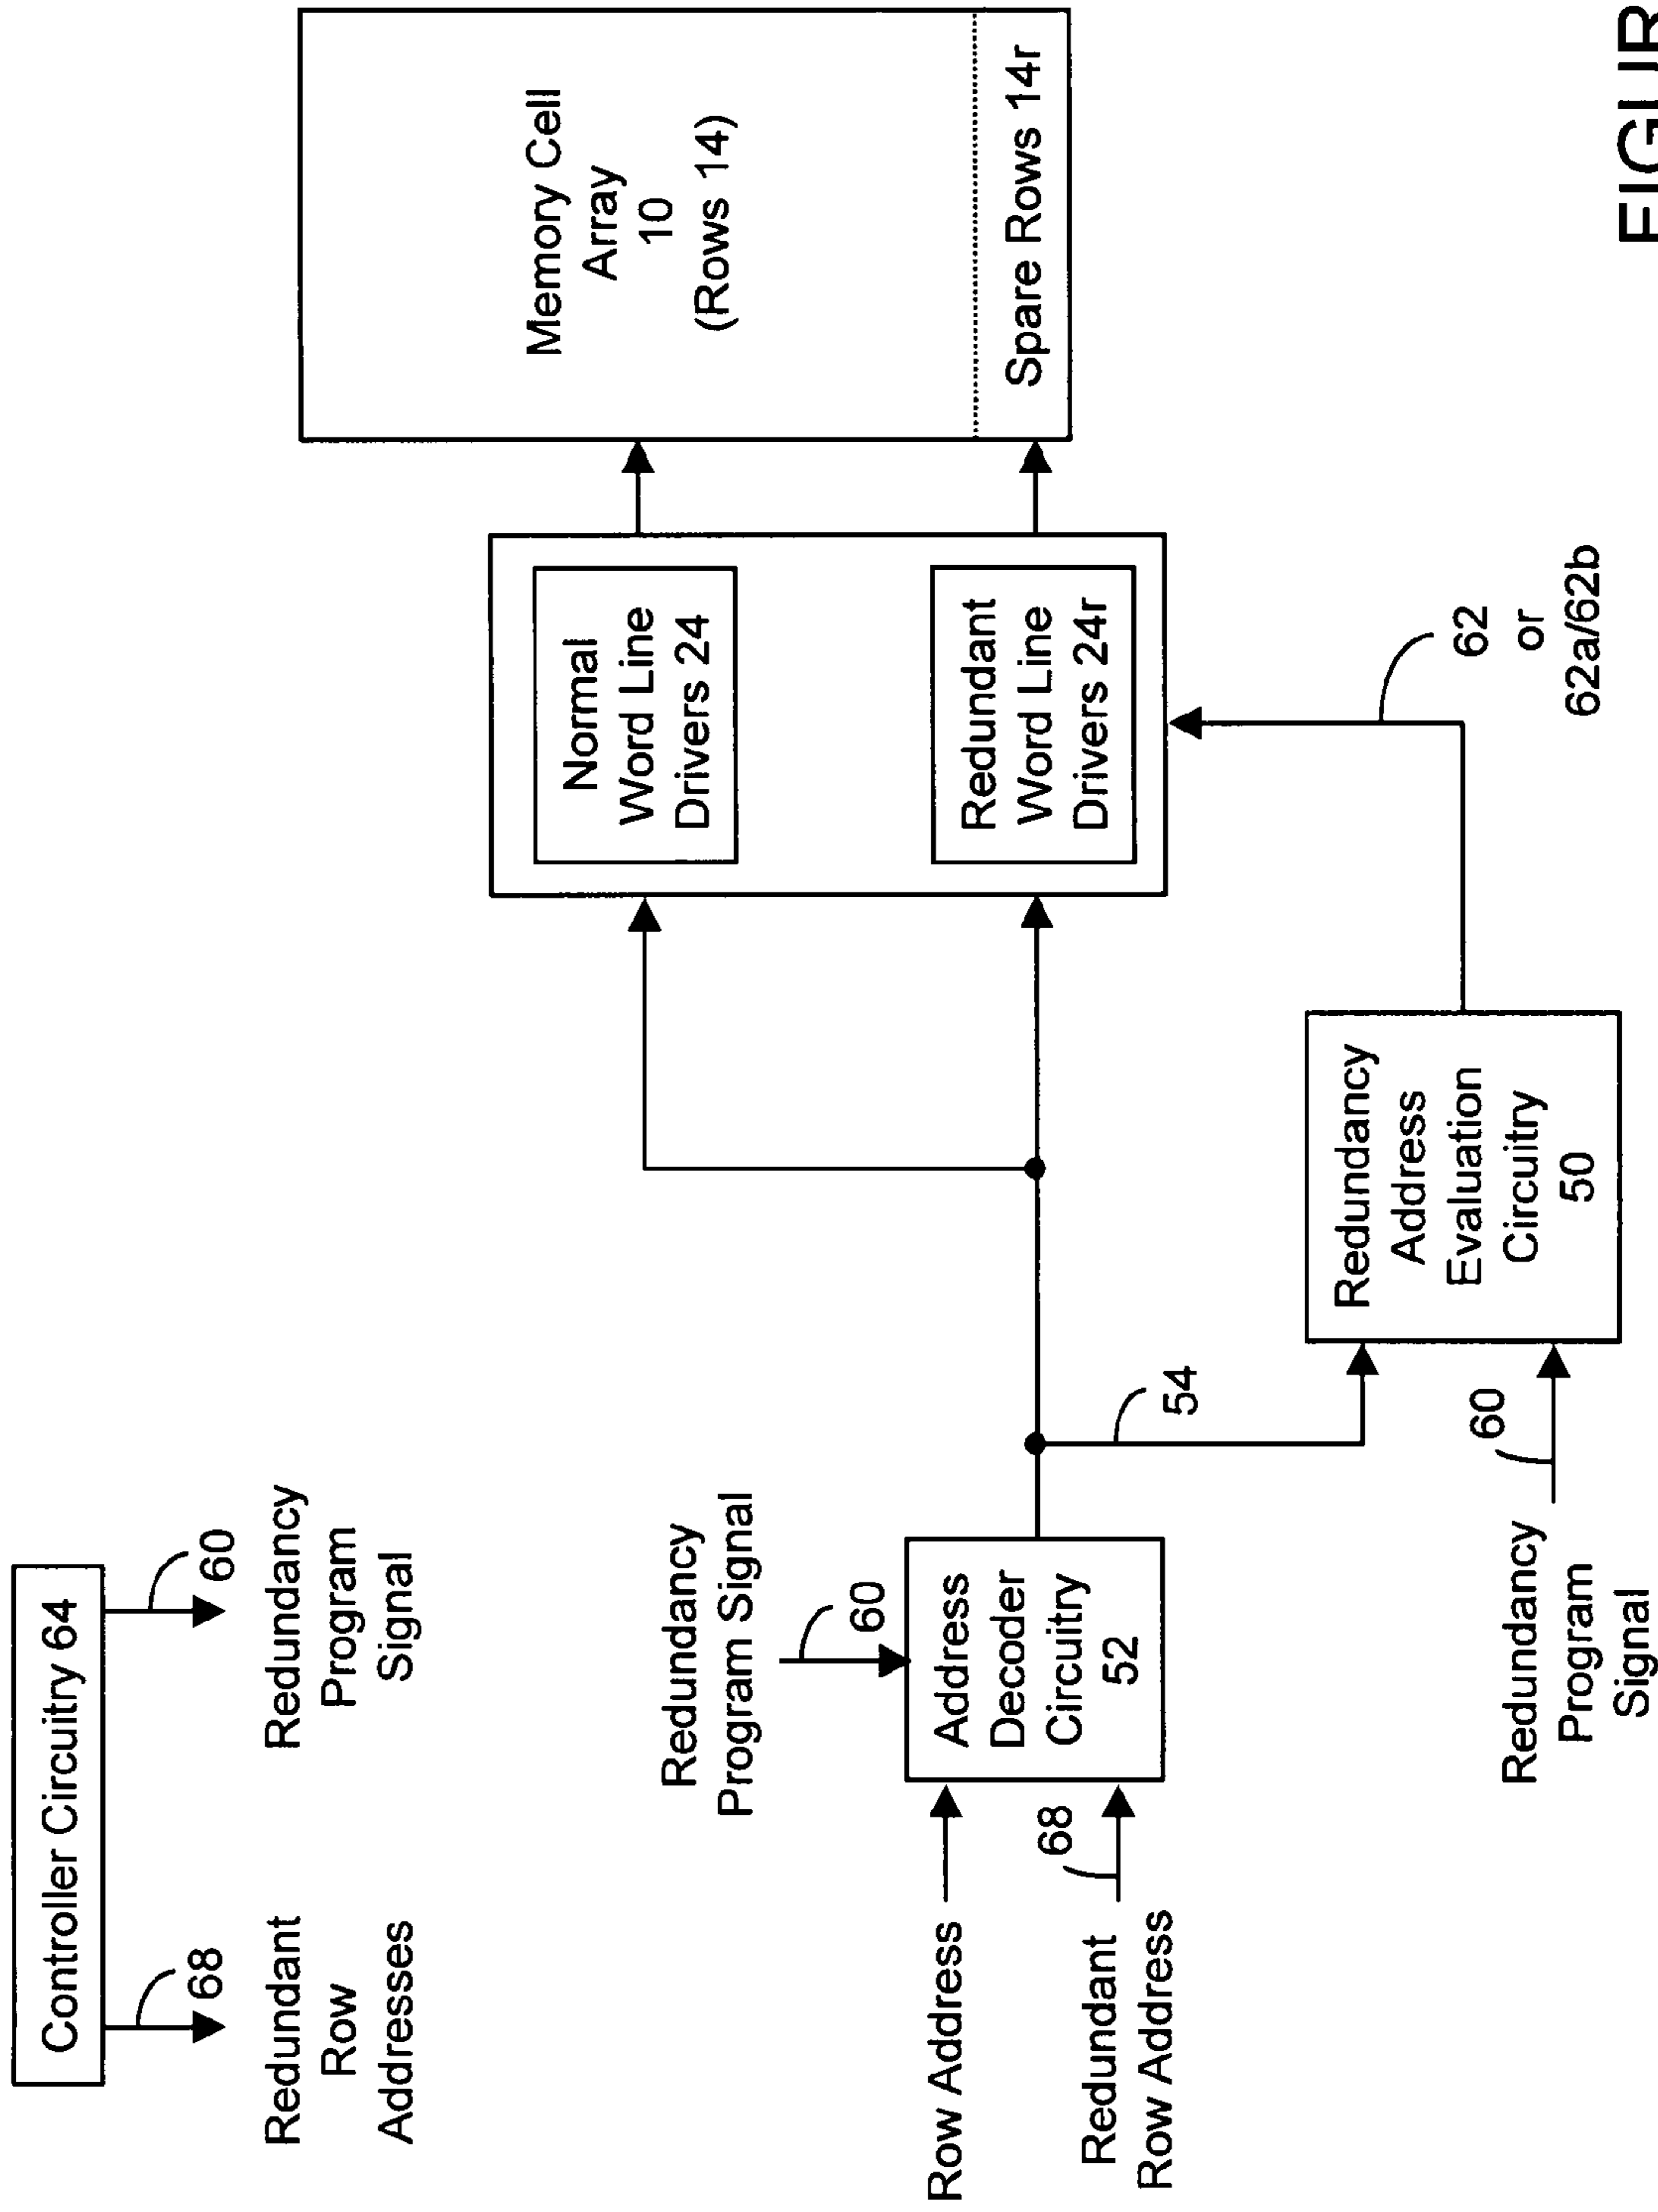 Controller Circuitry 64
68
60
Redundant
Row
Addresses
Redundancy
Program
Signal
Redundancy
Program Signal
60
Row Address
68
Redundant
Row Address
Address
Decoder
Circuitry
52
54
Redundancy
Program
Signal
60
Redundancy
Address
Evaluation
Circuitry
50
Normal
Word Line
Drivers 24
Redundant
Word Line
Drivers 24r
62
or
62a/62b
Memory Cell
Array
10
(Rows 14)
Spare Rows 14r